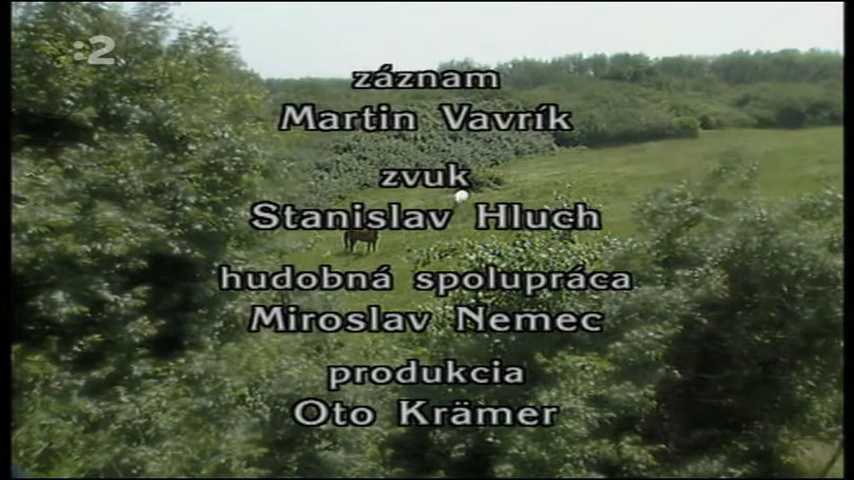 :2
záznam
Martin Vavrík
zvuk
Stanislav Hluch
hudobná spolupráca
Miroslav Nemec
produkcia
Oto Krämer